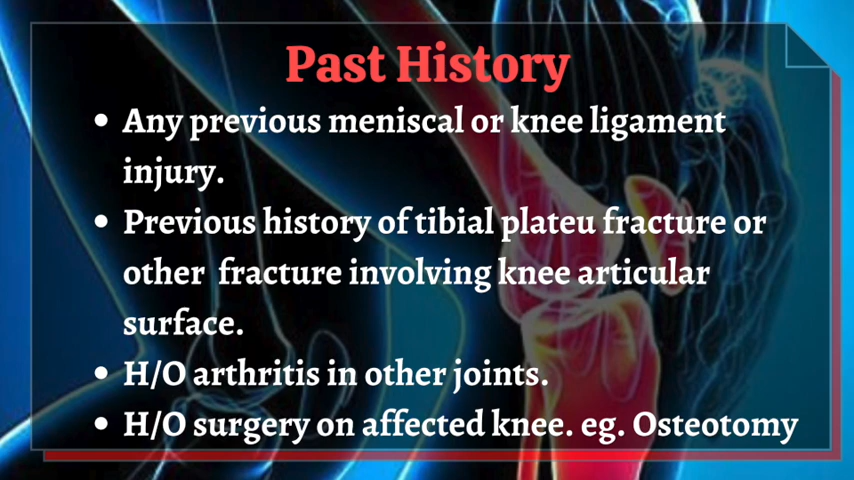 Past History
• Any previous meniscal or knee ligament
injury.
• Previous history of tibial plateu fracture or
other fracture involving knee articular
surface.
• H/O arthritis in other joints.
• H/O surgery on affected knee. eg. Osteotomy